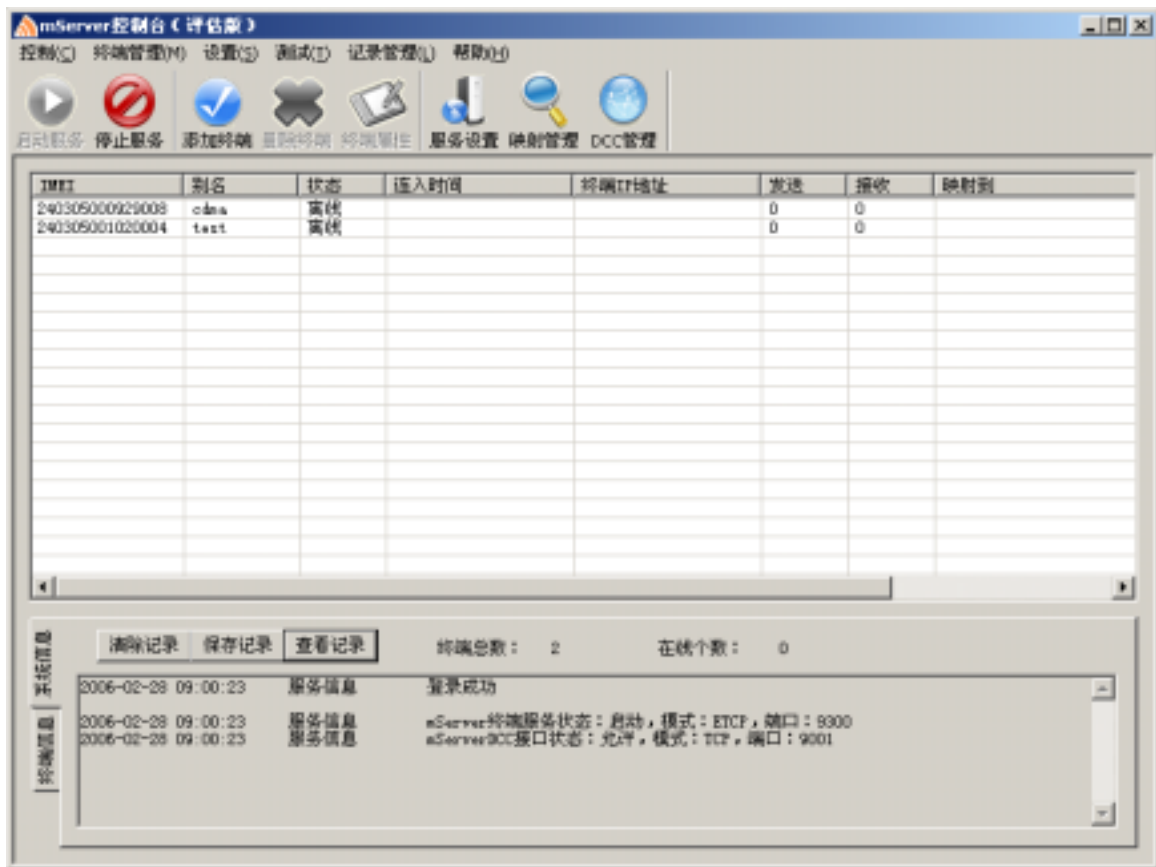 mServer控制台(评估版)
控制(C) 终端管理(M) 设置(S) 测试(T) 记录管理(L) 帮助(H)
启动服务 停止服务 添加终端 删除终端 终端属性 服务设置 映射管理 DCC管理
IMEI 别名 状态 连入时间 终端IP地址 发送 接收 映射到
240305000929008 cdma 离线 0 0
240305001020004 test 离线 0 0
系统信息
终端信息
清除记录 保存记录 查看记录 终端总数: 2 在线个数: 0
2006-02-28 09:00:23 服务信息 登录成功
2006-02-28 09:00:23 服务信息 mServer终端服务状态:启动,模式:ETCP,端口:9300
2006-02-28 09:00:23 服务信息 mServerDCC接口状态:允许,模式:TCP,端口:9001